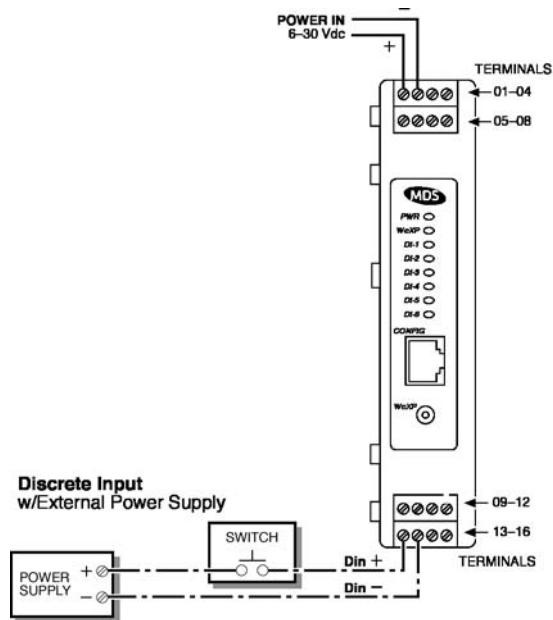 –
POWER IN
6–30 Vdc
+
TERMINALS
01–04
05–08
MDS
PWR
WeXP
DI-1
DI-2
DI-3
DI-4
DI-5
DI-6
CONFIG
WeXP
Discrete Input
w/External Power Supply
09–12
13–16
TERMINALS
SWITCH
Din +
Din –
POWER
SUPPLY
+
–